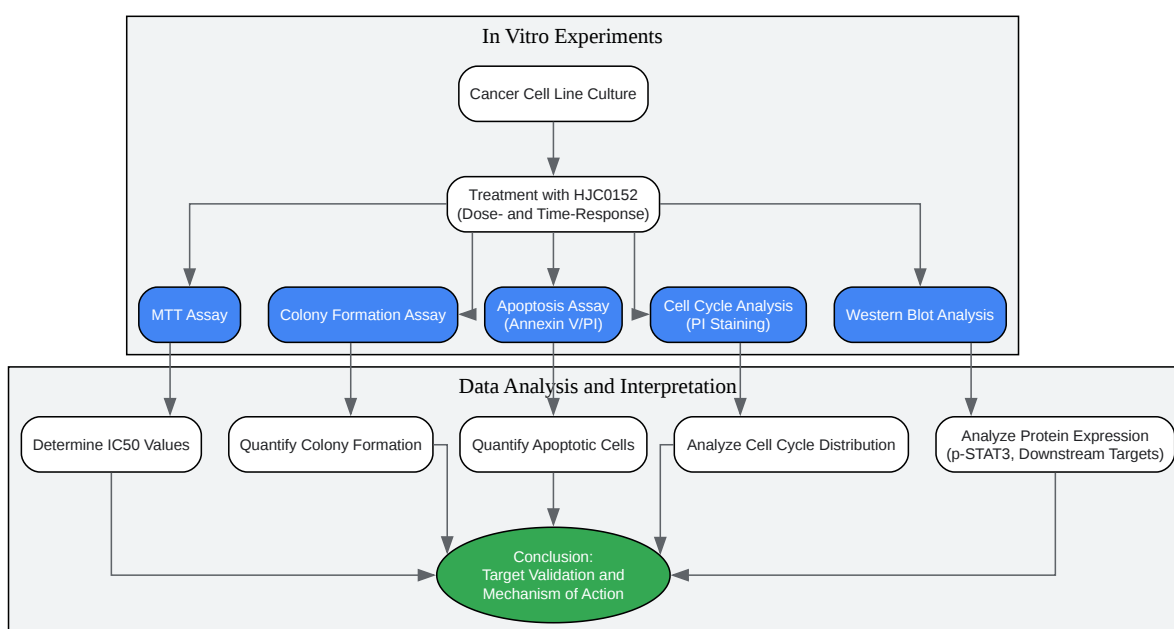 In Vitro Experiments
Cancer Cell Line Culture
Treatment with HJC0152
(Dose- and Time-Response)
MTT Assay
Colony Formation Assay
Apoptosis Assay
(Annexin V/PI)
Cell Cycle Analysis
(PI Staining)
Western Blot Analysis
Data Analysis and Interpretation
Determine IC50 Values
Quantify Colony Formation
Quantify Apoptotic Cells
Analyze Cell Cycle Distribution
Analyze Protein Expression
(p-STAT3, Downstream Targets)
Conclusion:
Target Validation and
Mechanism of Action